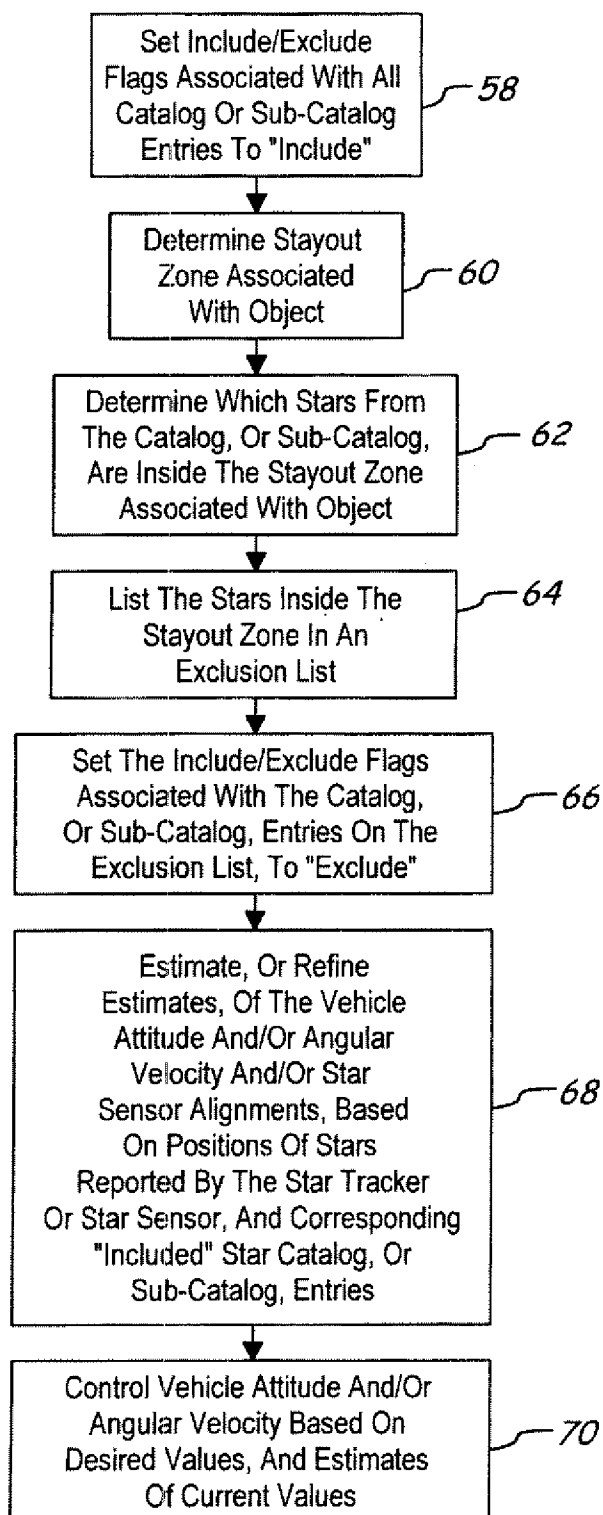 Set Include/Exclude
Flags Associated With All
Catalog Or Sub-Catalog
Entries To "Include"
58
Determine Stayout
Zone Associated
With Object
60
Determine Which Stars From
The Catalog, Or Sub-Catalog,
Are Inside The Stayout Zone
Associated With Object
62
List The Stars Inside The
Stayout Zone In An
Exclusion List
64
Set The Include/Exclude Flags
Associated With The Catalog,
Or Sub-Catalog, Entries On The
Exclusion List, To "Exclude"
66
Estimate, Or Refine
Estimates, Of The Vehicle
Attitude And/Or Angular
Velocity And/Or Star
Sensor Alignments, Based
On Positions Of Stars
Reported By The Star Tracker
Or Star Sensor, And Corresponding
"Included" Star Catalog, Or
Sub-Catalog, Entries
68
Control Vehicle Attitude And/Or
Angular Velocity Based On
Desired Values, And Estimates
Of Current Values
70